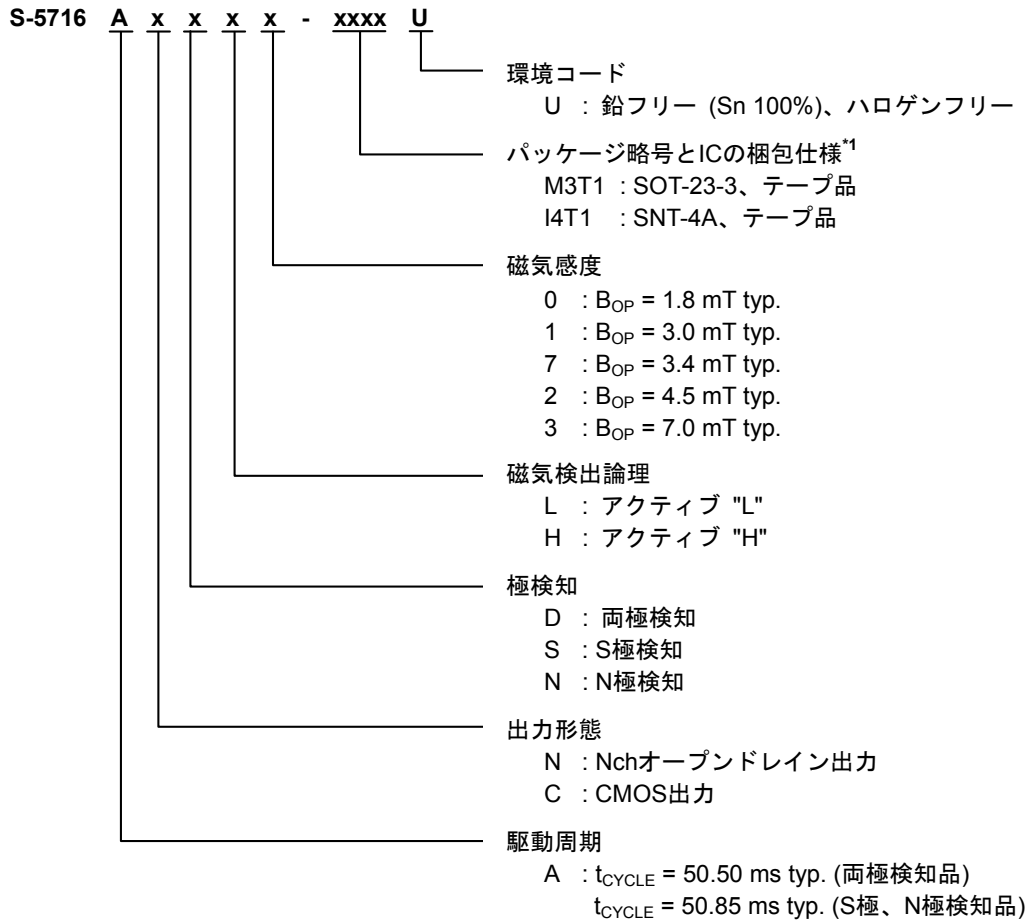 S-5716 A x x x x - xxxx U
環境コード
U : 鉛フリー (Sn 100%)、ハロゲンフリー
パッケージ略号とICの梱包仕様*1
M3T1 : SOT-23-3、テープ品
I4T1 : SNT-4A、テープ品
磁気感度
0 : BOP = 1.8 mT typ.
1 : BOP = 3.0 mT typ.
7 : BOP = 3.4 mT typ.
2 : BOP = 4.5 mT typ.
3 : BOP = 7.0 mT typ.
磁気検出論理
L : アクティブ "L"
H : アクティブ "H"
極検知
D : 両極検知
S : S極検知
N : N極検知
出力形態
N : Nchオープンドレイン出力
C : CMOS出力
駆動周期
A : tCYCLE = 50.50 ms typ. (両極検知品)
tCYCLE = 50.85 ms typ. (S極、N極検知品)